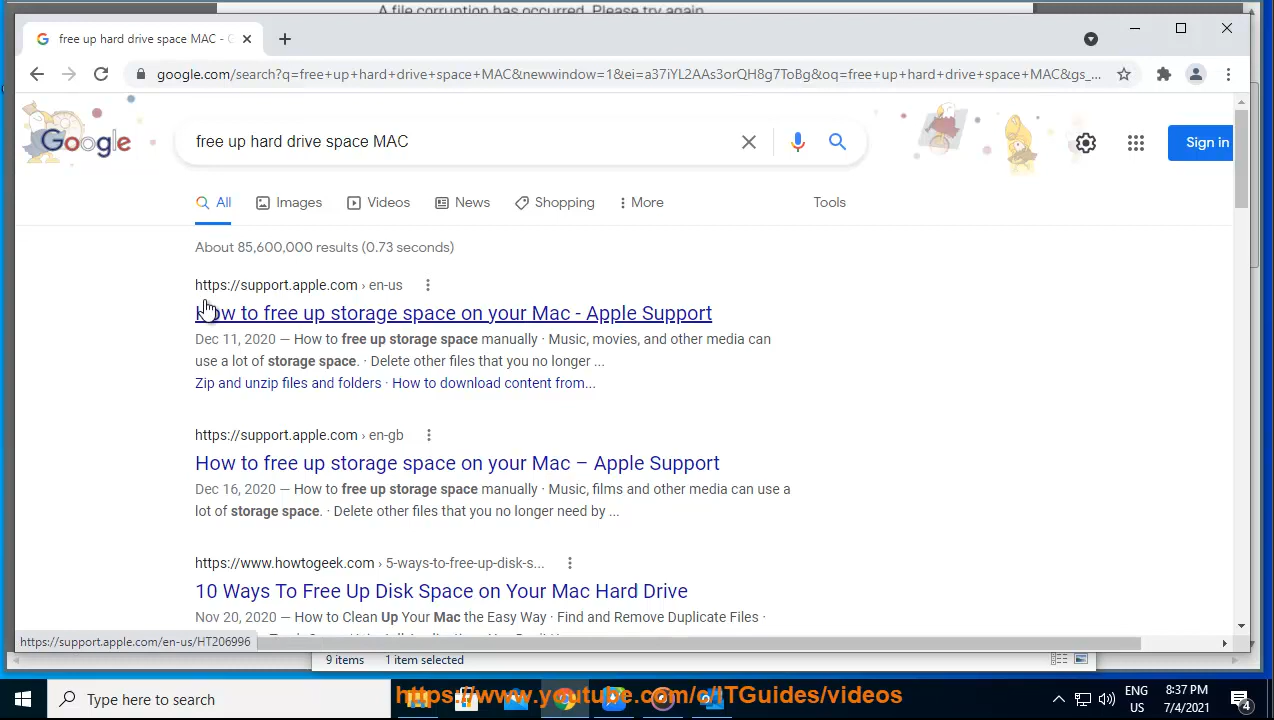 A file corruption has occurred. Please try again
free up hard drive space MAC - G
google.com/search?q=free+up+hard+drive+space+MAC&newwindow=1&ei=a37iYL2AAs3orQH8g7ToBg&oq=free+up+hard+drive+space+MAC&gs_...
Google
free up hard drive space MAC
Sign in
All Images Videos News Shopping More Tools
About 85,600,000 results (0.73 seconds)
https://support.apple.com › en-us
How to free up storage space on your Mac - Apple Support
Dec 11, 2020 — How to free up storage space manually · Music, movies, and other media can
use a lot of storage space. · Delete other files that you no longer ...
Zip and unzip files and folders · How to download content from...
https://support.apple.com › en-gb
How to free up storage space on your Mac – Apple Support
Dec 16, 2020 — How to free up storage space manually · Music, films and other media can use a
lot of storage space. · Delete other files that you no longer need by ...
https://www.howtogeek.com › 5-ways-to-free-up-disk-s...
10 Ways To Free Up Disk Space on Your Mac Hard Drive
Nov 20, 2020 — How to Clean Up Your Mac the Easy Way · Find and Remove Duplicate Files ·
https://support.apple.com/en-us/HT206996
9 items 1 item selected
Type here to search
https://www.youtube.com/c/ITGuides/videos
ENG
US
8:37 PM
7/4/2021
4